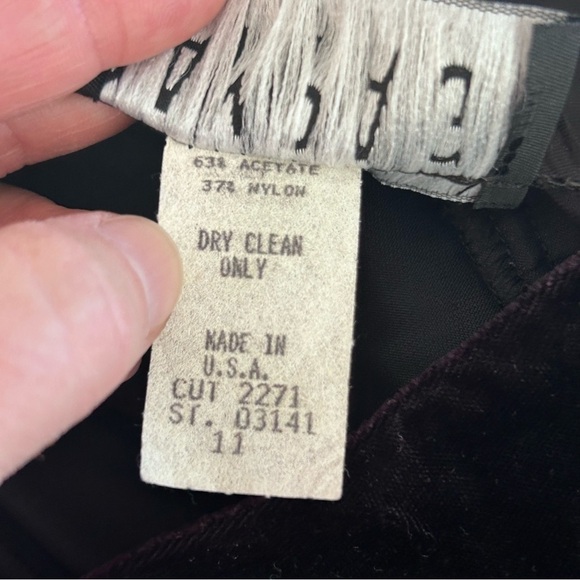 63% ACETATE
37% NYLON
DRY CLEAN
ONLY
MADE IN
U.S.A.
CUT 2271
ST. 03141
11